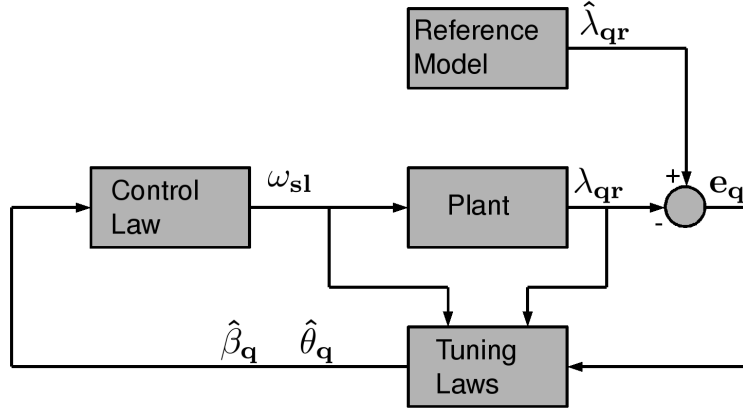 Reference
Model
λ̂qr
Control
Law
ωsl
Plant
λqr
+
-
eq
β̂q θ̂q
Tuning
Laws